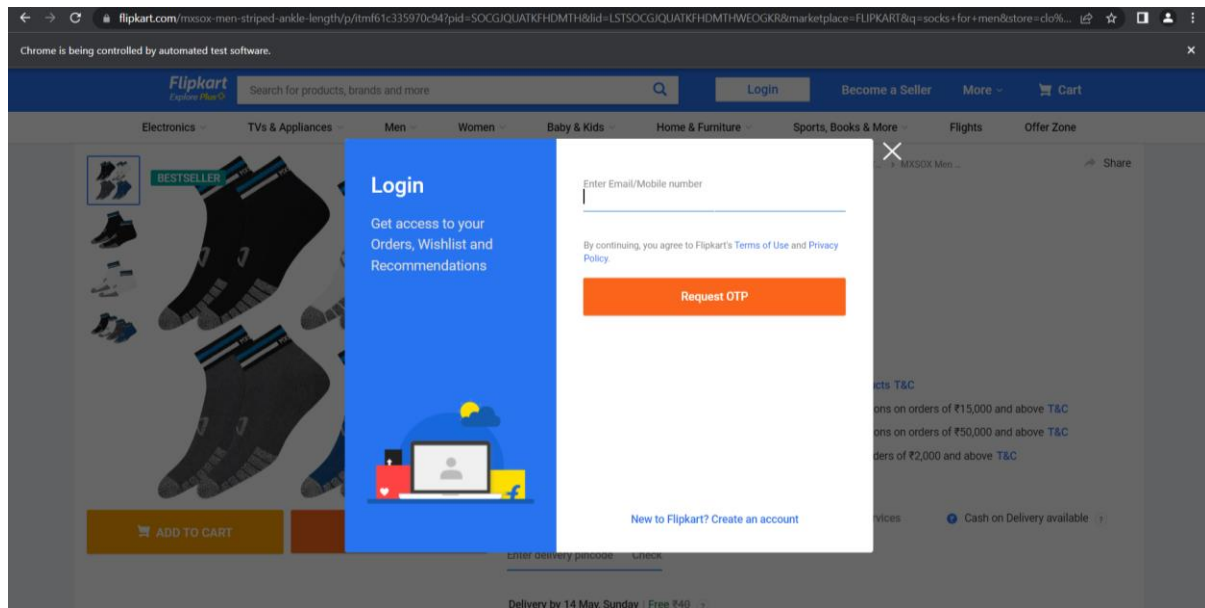 flipkart.com/mxsox-men-striped-ankle-length/p/itmf61c335970c94?pid=SOCGJQUATKFHDMTH&lid=LSTSOCGJQUATKFHDMTHWEOGKR&marketplace=FLIPKART&q=socks+for+men&store=clo%...
Chrome is being controlled by automated test software.
Flipkart
Explore Plus
Search for products, brands and more
Login
Become a Seller
More
Cart
Electronics
TVs & Appliances
Men
Women
Baby & Kids
Home & Furniture
Sports, Books & More
Flights
Offer Zone
MXSOX Men ...
Share
BESTSELLER
Login
Get access to your
Orders, Wishlist and
Recommendations
Enter Email/Mobile number
By continuing, you agree to Flipkart's Terms of Use and Privacy
Policy.
Request OTP
New to Flipkart? Create an account
T&C
ons on orders of ₹15,000 and above T&C
ons on orders of ₹50,000 and above T&C
ders of ₹2,000 and above T&C
Cash on Delivery available ?
ADD TO CART
Enter delivery pincode
Check
Delivery by 14 May, Sunday | Free ₹40 ?